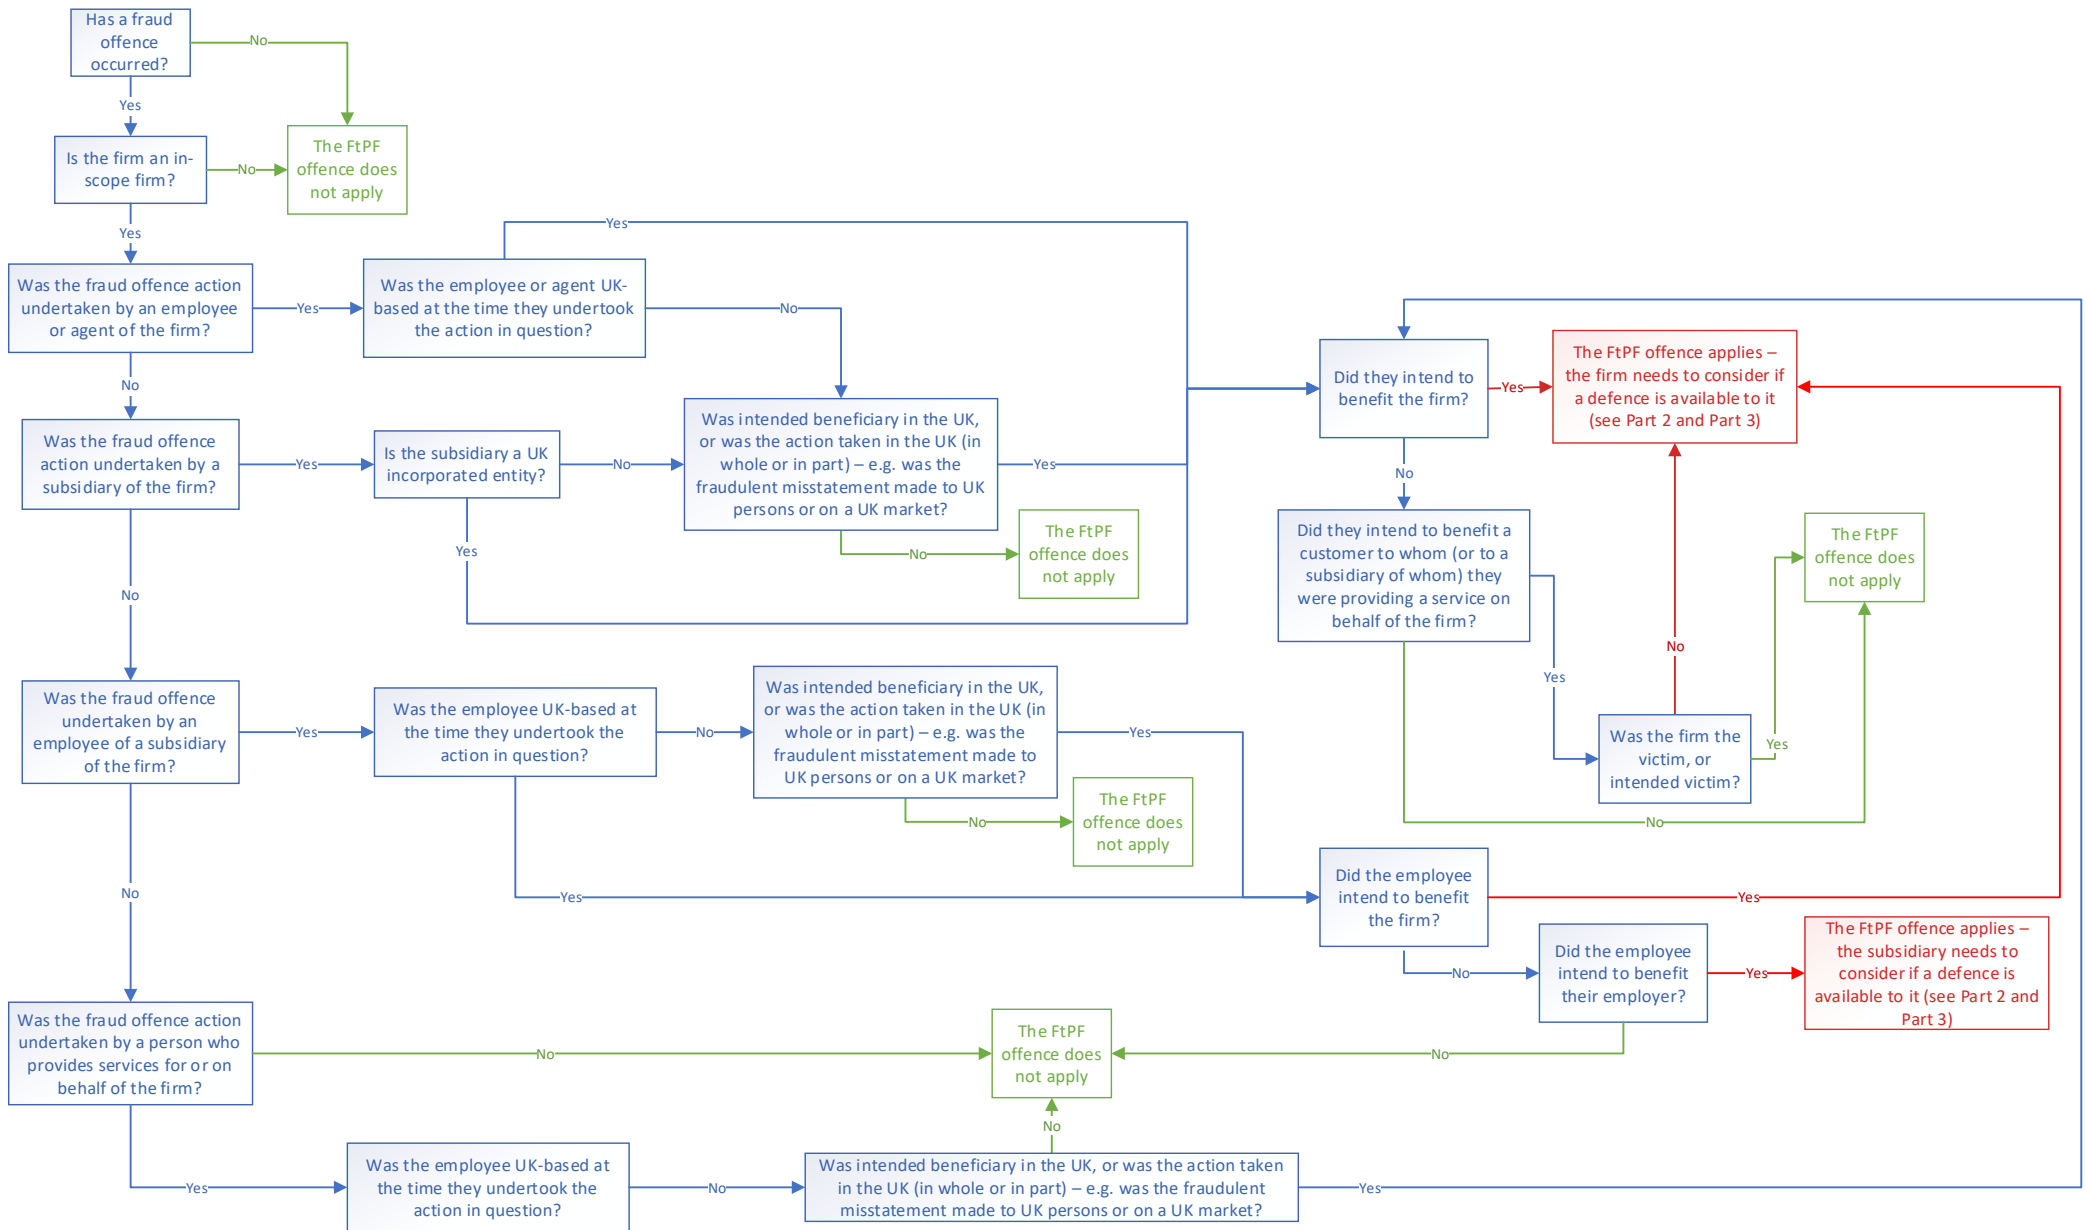 Has a fraud
offence
occurred?
No
Yes
Is the firm an in-
scope firm?
No
The FtPF
offence does
not apply
Yes
Was the fraud offence action
undertaken by an employee
or agent of the firm?
Yes
Was the employee or agent UK-
based at the time they undertook
the action in question?
Yes
No
No
Was the fraud offence
action undertaken by a
subsidiary of the firm?
Yes
Is the subsidiary a UK
incorporated entity?
No
Yes
Was intended beneficiary in the UK,
or was the action taken in the UK (in
whole or in part) – e.g. was the
fraudulent misstatement made to UK
persons or on a UK market?
Yes
No
The FtPF
offence does
not apply
Did they intend to
benefit the firm?
Yes
The FtPF offence applies –
the firm needs to consider if
a defence is available to it
(see Part 2 and Part 3)
No
Did they intend to benefit a
customer to whom (or to a
subsidiary of whom) they
were providing a service on
behalf of the firm?
Yes
No
Was the firm the
victim, or
intended victim?
No
Yes
The FtPF
offence does
not apply
No
Was the fraud offence
undertaken by an
employee of a subsidiary
of the firm?
Yes
Was the employee UK-based at
the time they undertook the
action in question?
No
Yes
Was intended beneficiary in the UK,
or was the action taken in the UK (in
whole or in part) – e.g. was the
fraudulent misstatement made to
UK persons or on a UK market?
Yes
No
The FtPF
offence does
not apply
Did the employee
intend to benefit
the firm?
Yes
No
Did the employee
intend to benefit
their employer?
Yes
The FtPF offence applies –
the subsidiary needs to
consider if a defence is
available to it (see Part 2 and
Part 3)
No
No
Was the fraud offence action
undertaken by a person who
provides services for or on
behalf of the firm?
No
The FtPF
offence does
not apply
Yes
Was the employee UK-based at
the time they undertook the
action in question?
No
Was intended beneficiary in the UK, or was the action taken
in the UK (in whole or in part) – e.g. was the fraudulent
misstatement made to UK persons or on a UK market?
No
Yes